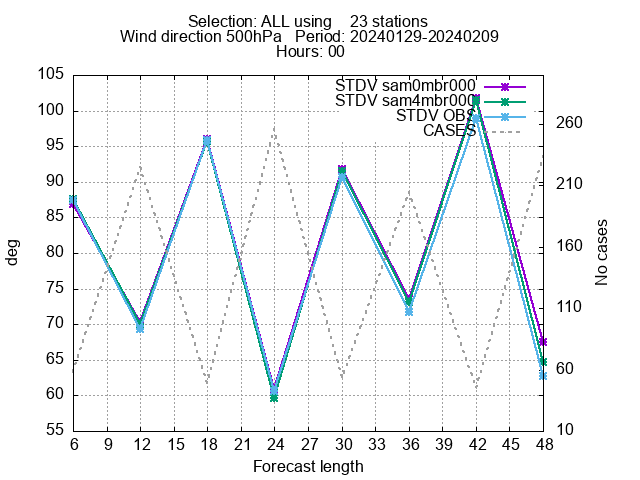 Selection: ALL using    23 stations
Wind direction 500hPa   Period: 20240129-20240209
Hours: 00
STDV sam0mbr000
STDV sam4mbr000
STDV OBS
CASES
deg
105
100
95
90
85
80
75
70
65
60
55
No cases
260
210
160
110
60
10
6 9 12 15 18 21 24 27 30 33 36 39 42 45 48
Forecast length